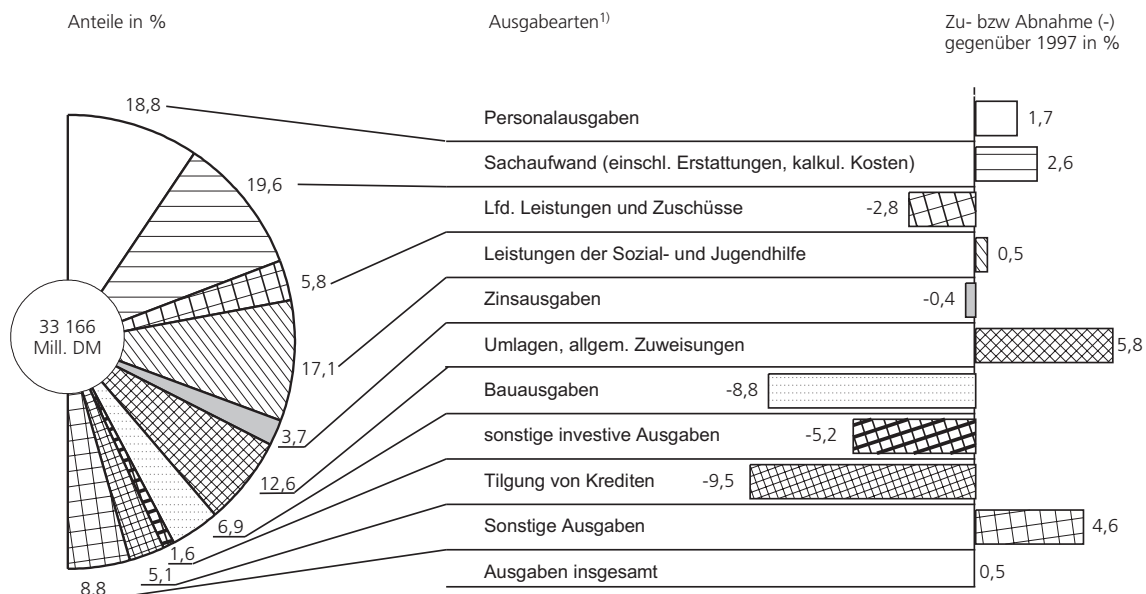 Anteile in %
Ausgabearten1)
Zu- bzw Abnahme (-)
gegenüber 1997 in %
18,8
Personalausgaben
1,7
19,6
Sachaufwand (einschl. Erstattungen, kalkul. Kosten)
2,6
Lfd. Leistungen und Zuschüsse
-2,8
5,8
Leistungen der Sozial- und Jugendhilfe
0,5
Zinsausgaben
-0,4
33 166
Mill. DM
17,1
Umlagen, allgem. Zuweisungen
5,8
Bauausgaben
-8,8
3,7
sonstige investive Ausgaben
-5,2
12,6
Tilgung von Krediten
-9,5
6,9
Sonstige Ausgaben
4,6
1,6
5,1
Ausgaben insgesamt
0,5
8,8